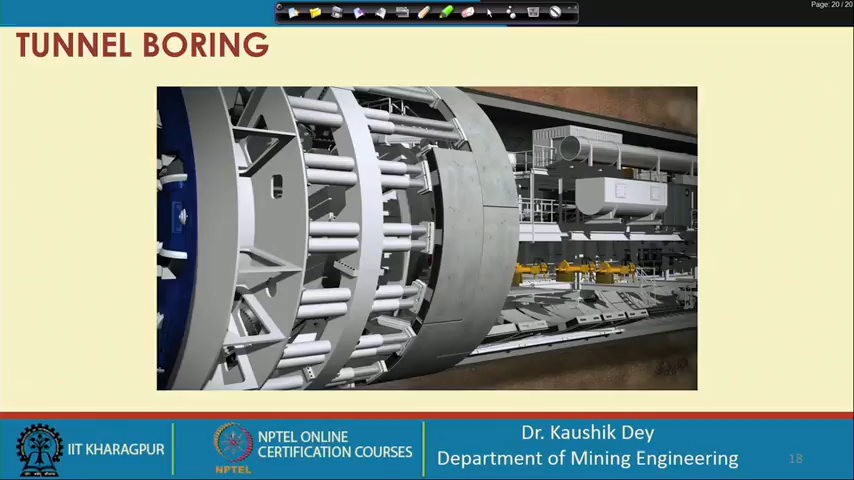 Page: 20 / 20
TUNNEL BORING
IIT KHARAGPUR
NPTEL
NPTEL ONLINE
CERTIFICATION COURSES
Dr. Kaushik Dey
Department of Mining Engineering
18